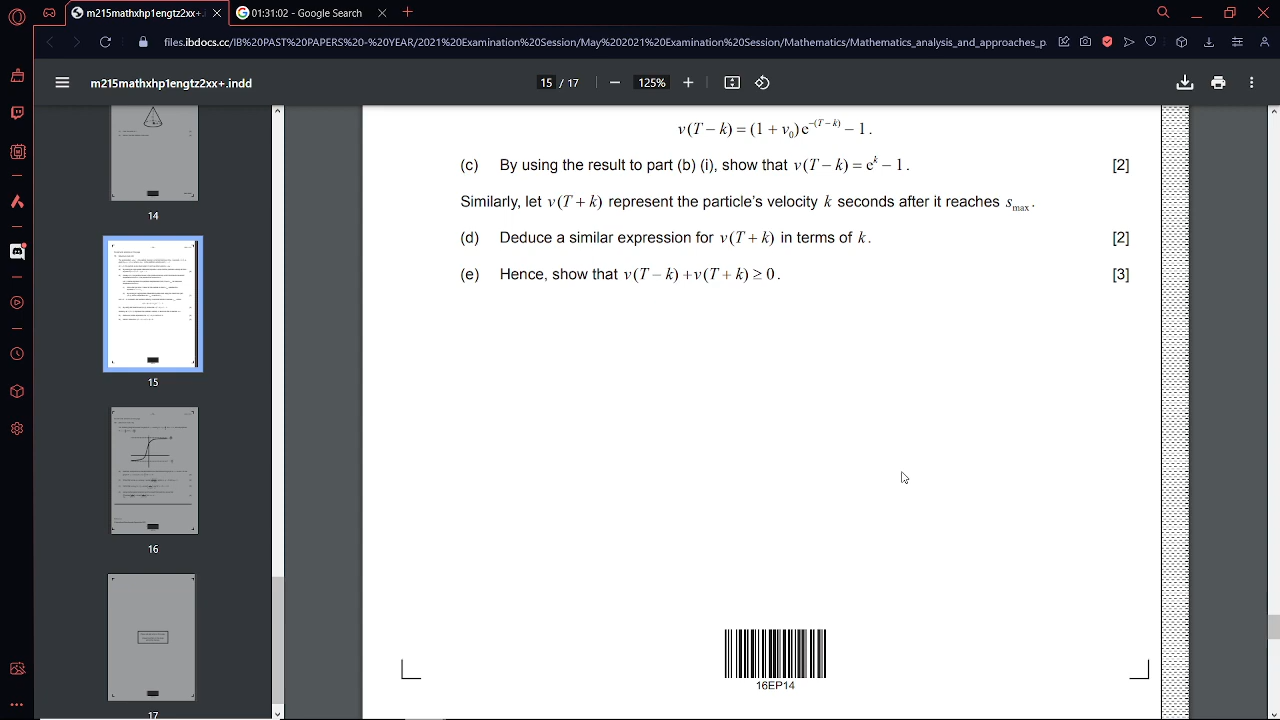 m215mathxhp1engtz2xx+.
01:31:02 - Google Search
files.ibdocs.cc/IB%20PAST%20PAPERS%20-%20YEAR/2021%20Examination%20Session/May%202021%20Examination%20Session/Mathematics/Mathematics_analysis_and_approaches_p
m215mathxhp1engtz2xx+.indd
15 / 17
125%
v(T − k) = (1 + v₀)e^−(T − k) − 1.
(c) By using the result to part (b) (i), show that v(T − k) = e^k − 1. [2]
Similarly, let v(T + k) represent the particle's velocity k seconds after it reaches s_max.
(d) Deduce a similar expression for v(T + k) in terms of k. [2]
(e) Hence, show that v(T − k) + v(T + k) ≥ 0. [3]
16EP14
14
15
16
17